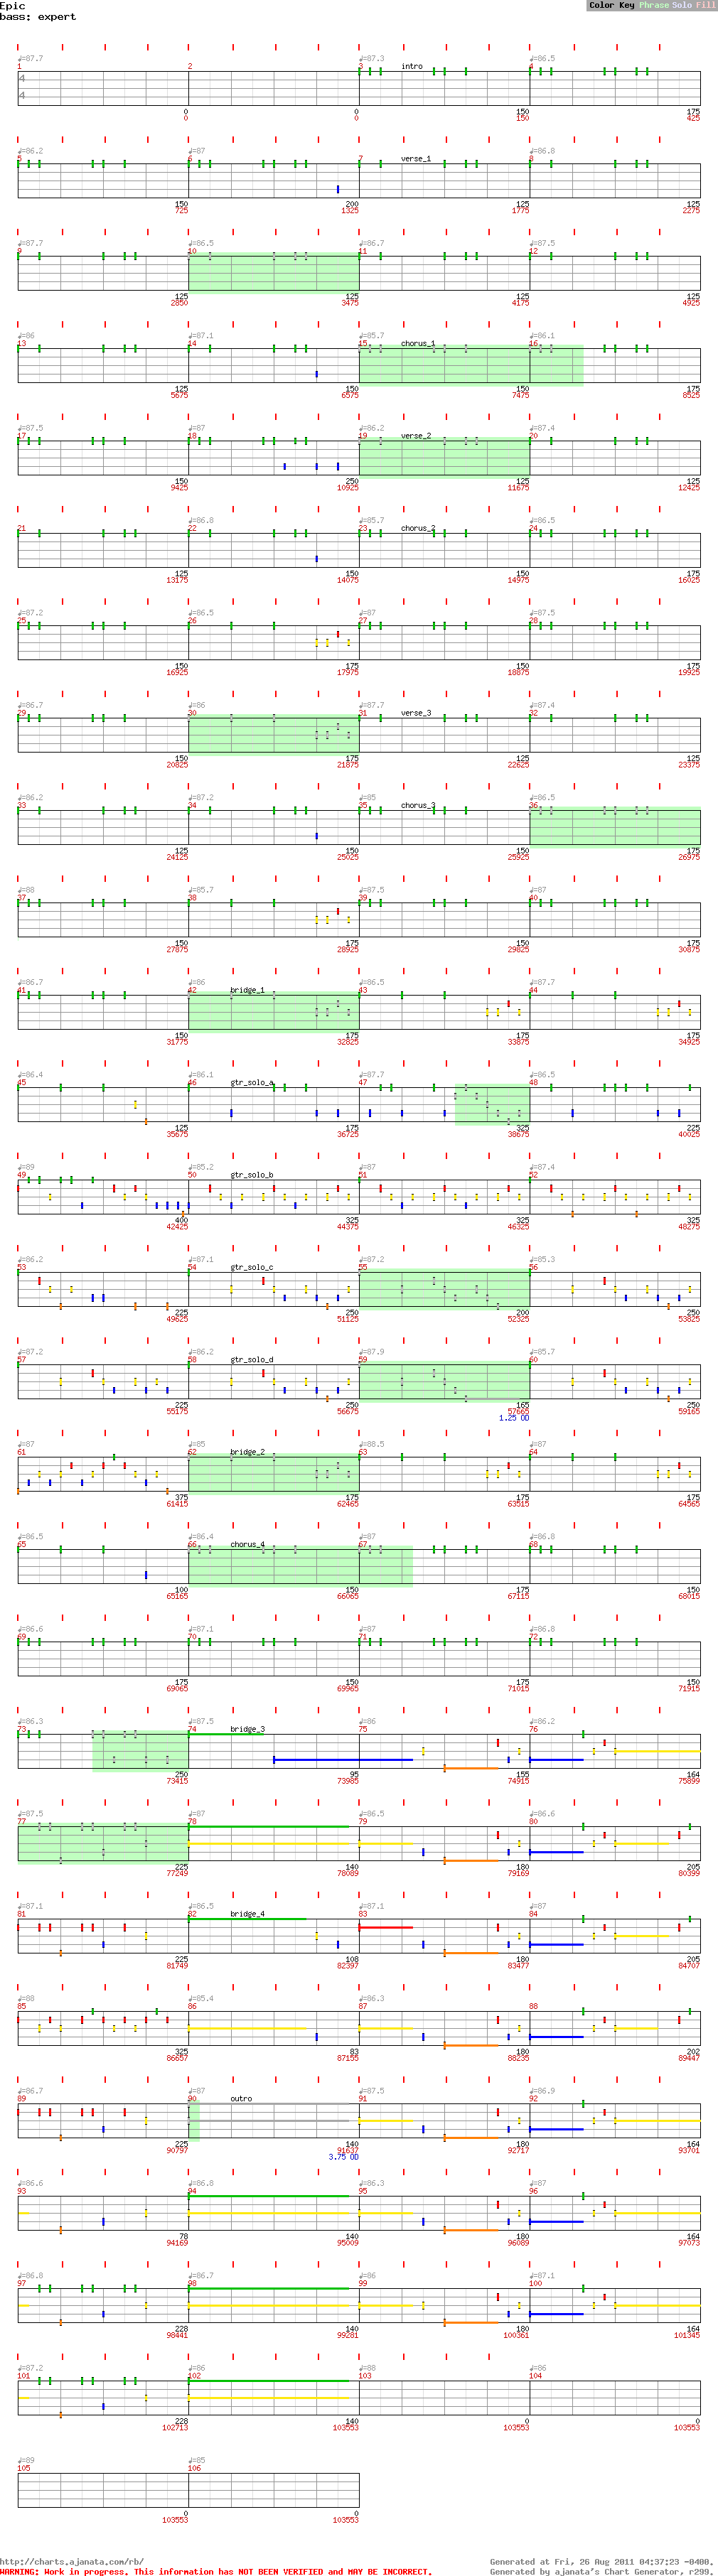 Epic
Color Key Phrase Solo Fill
bass: expert
♩=87.7 ♩=87.3 ♩=86.5
1 2 3 intro 4
4
4
0 0 150 175
0 0 150 425
♩=86.2 ♩=87 ♩=86.8
5 6 7 verse_1 8
150 200 125 125
725 1325 1775 2275
♩=87.7 ♩=86.5 ♩=86.7 ♩=87.5
9 10 11 12
125 125 125 125
2850 3475 4175 4925
♩=86 ♩=87.1 ♩=85.7 ♩=86.1
13 14 15 chorus_1 16
125 150 150 175
5675 6575 7475 8525
♩=87.5 ♩=87 ♩=86.2 ♩=87.4
17 18 19 verse_2 20
150 250 125 125
9425 10925 11675 12425
♩=86.8 ♩=85.7 ♩=86.5
21 22 23 chorus_2 24
125 150 150 175
13175 14075 14975 16025
♩=87.2 ♩=86.5 ♩=87 ♩=87.5
25 26 27 28
150 175 150 175
16925 17975 18875 19925
♩=86.7 ♩=86 ♩=87.7 ♩=87.4
29 30 31 verse_3 32
150 175 125 125
20825 21875 22625 23375
♩=86.2 ♩=87.2 ♩=85 ♩=86.5
33 34 35 chorus_3 36
125 150 150 175
24125 25025 25925 26975
♩=88 ♩=85.7 ♩=87.5 ♩=87
37 38 39 40
150 175 150 175
27875 28925 29825 30875
♩=86.7 ♩=86 ♩=86.5 ♩=87.7
41 42 bridge_1 43 44
150 175 175 175
31775 32825 33875 34925
♩=86.4 ♩=86.1 ♩=87.7 ♩=86.5
45 46 gtr_solo_a 47 48
125 175 325 225
35675 36725 38675 40025
♩=89 ♩=85.2 ♩=87 ♩=87.4
49 50 gtr_solo_b 51 52
400 325 325 325
42425 44375 46325 48275
♩=86.2 ♩=87.1 ♩=87.2 ♩=85.3
53 54 gtr_solo_c 55 56
225 250 200 250
49625 51125 52325 53825
♩=87.2 ♩=86.2 ♩=87.9 ♩=85.7
57 58 gtr_solo_d 59 60
225 250 165 250
55175 56675 57665 59165
1.25 OD
♩=87 ♩=85 ♩=88.5 ♩=87
61 62 bridge_2 63 64
375 175 175 175
61415 62465 63515 64565
♩=86.5 ♩=86.4 ♩=87 ♩=86.8
65 66 chorus_4 67 68
100 150 175 150
65165 66065 67115 68015
♩=86.6 ♩=87.1 ♩=87 ♩=86.8
69 70 71 72
175 150 175 150
69065 69965 71015 71915
♩=86.3 ♩=87.5 ♩=86 ♩=86.2
73 74 bridge_3 75 76
250 95 155 164
73415 73985 74915 75899
♩=87.5 ♩=87 ♩=86.5 ♩=86.6
77 78 79 80
225 140 180 205
77249 78089 79169 80399
♩=87.1 ♩=86.5 ♩=87.1 ♩=87
81 82 bridge_4 83 84
225 108 180 205
81749 82397 83477 84707
♩=88 ♩=85.4 ♩=86.3
85 86 87 88
325 83 180 202
86657 87155 88235 89447
♩=86.7 ♩=87 ♩=87.5 ♩=86.9
89 90 outro 91 92
225 140 180 164
90797 91637 92717 93701
3.75 OD
♩=86.6 ♩=86.8 ♩=86.3 ♩=87
93 94 95 96
78 140 180 164
94169 95009 96089 97073
♩=86.8 ♩=86.7 ♩=86 ♩=87.1
97 98 99 100
228 140 180 164
98441 99281 100361 101345
♩=87.2 ♩=86 ♩=88 ♩=86
101 102 103 104
228 140 0 0
102713 103553 103553 103553
♩=89 ♩=85
105 106
0 0
103553 103553
http://charts.ajanata.com/rb/ Generated at Fri, 26 Aug 2011 04:37:23 -0400.
WARNING: Work in progress. This information has NOT BEEN VERIFIED and MAY BE INCORRECT. Generated by ajanata's Chart Generator, r299.